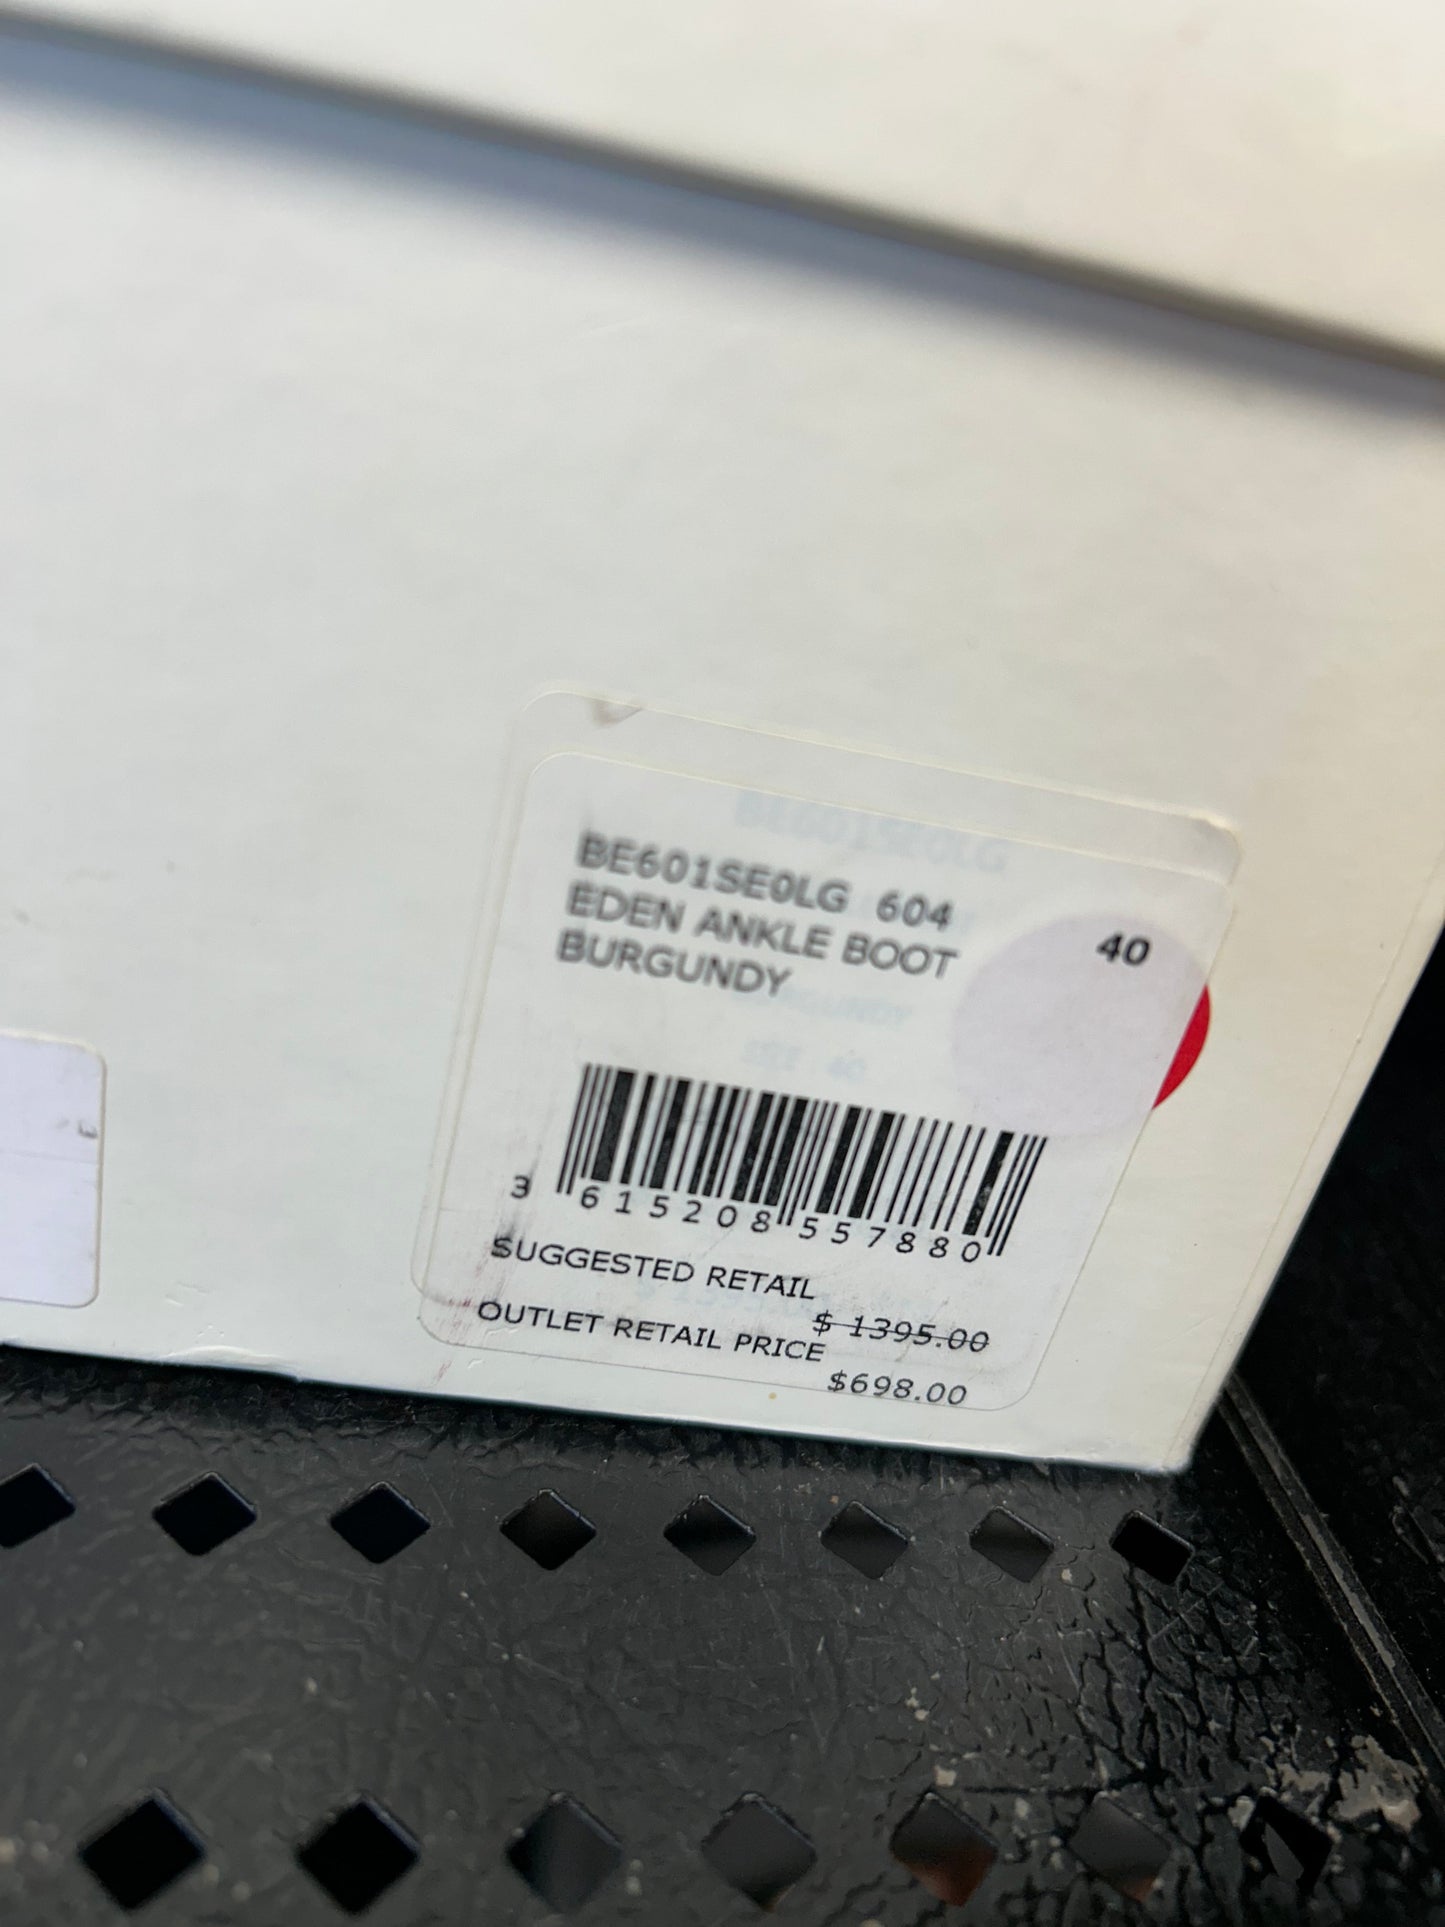 BE601SE0LG 604
EDEN ANKLE BOOT
40
BURGUNDY
3 615208 557880
SUGGESTED RETAIL
$ 1395.00
OUTLET RETAIL PRICE
$698.00
E